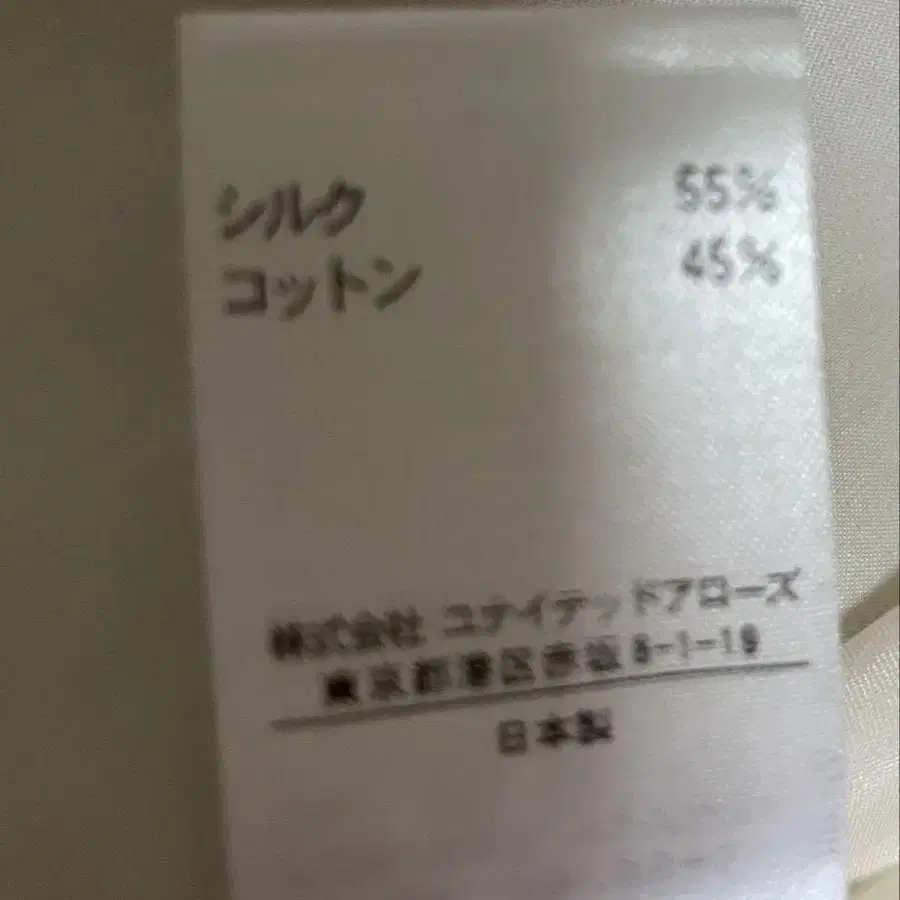 シルク 55%
コットン 45%
株式会社 ユナイテッドアローズ
東京都港区赤坂8-1-19
日本製